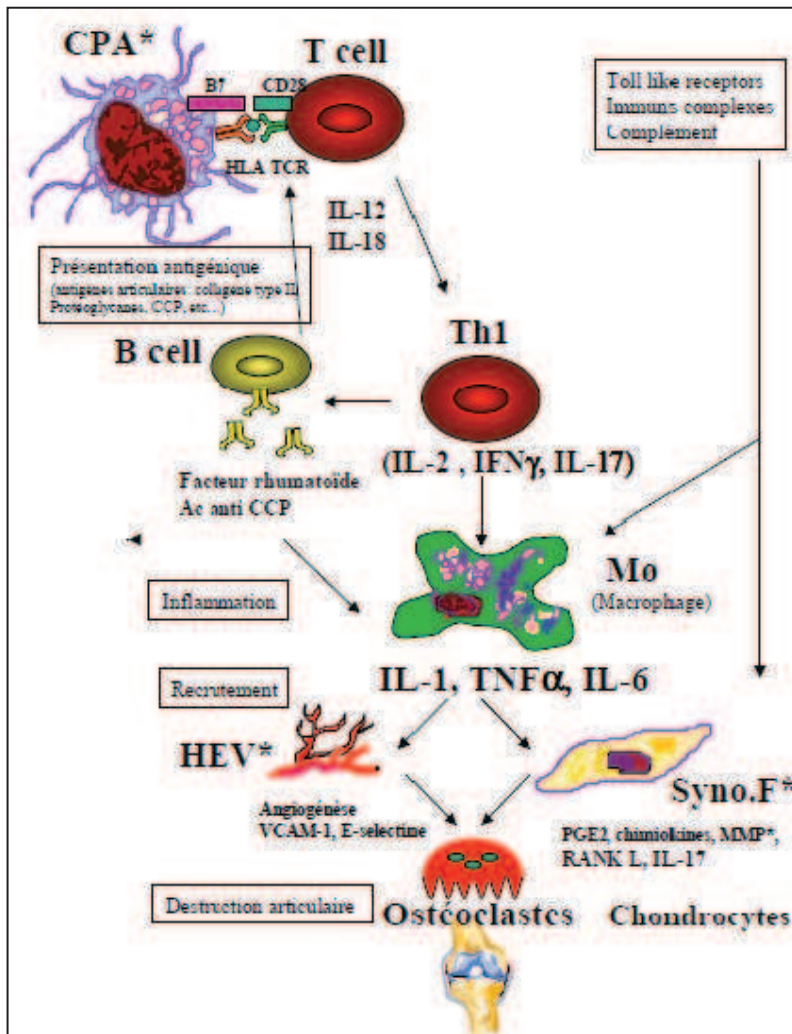 CPA*
T cell
B7
CD28
HLA TCR
Toll like receptors
Immuns complexes
Complement
IL-12
IL-18
Présentation antigénique
(antigènes articulaires: collagène type II
Protéoglycanes, CCP, etc...)
B cell
Th1
(IL-2 , IFNγ, IL-17)
Facteur rhumatoïde
Ac anti CCP
Mo
(Macrophage)
Inflammation
IL-1, TNFα, IL-6
Recrutement
HEV*
Syno.F*
Angiogénèse
VCAM-1, E-selectine
PGE2, chimiokines, MMP*,
RANK L, IL-17
Destruction articulaire
Ostéoclastes
Chondrocytes